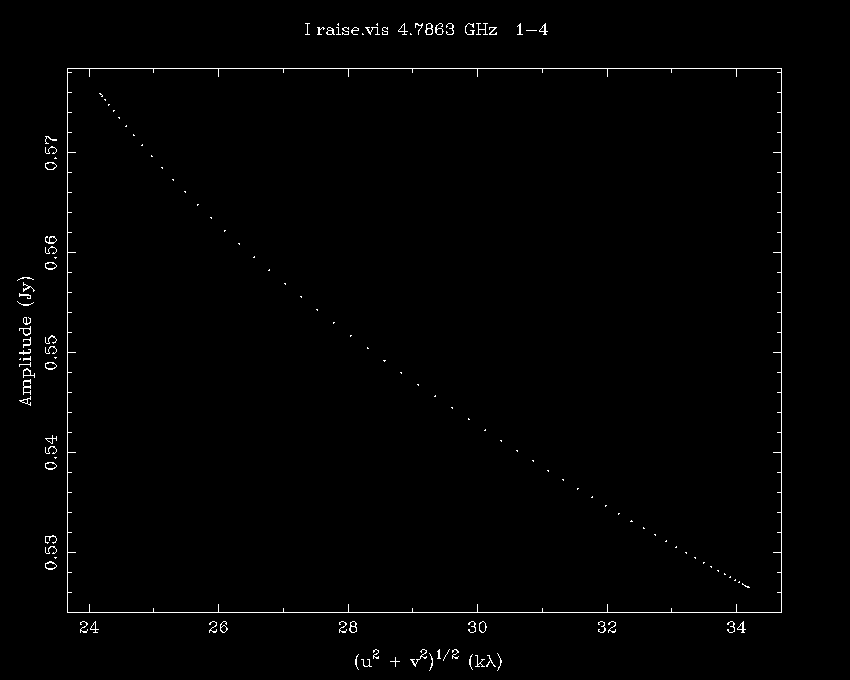 I raise.vis 4.7863 GHz 1−4
0.57
0.56
0.55
0.54
0.53
Amplitude (Jy)
24 26 28 30 32 34
(u² + v²)^1/2 (kλ)